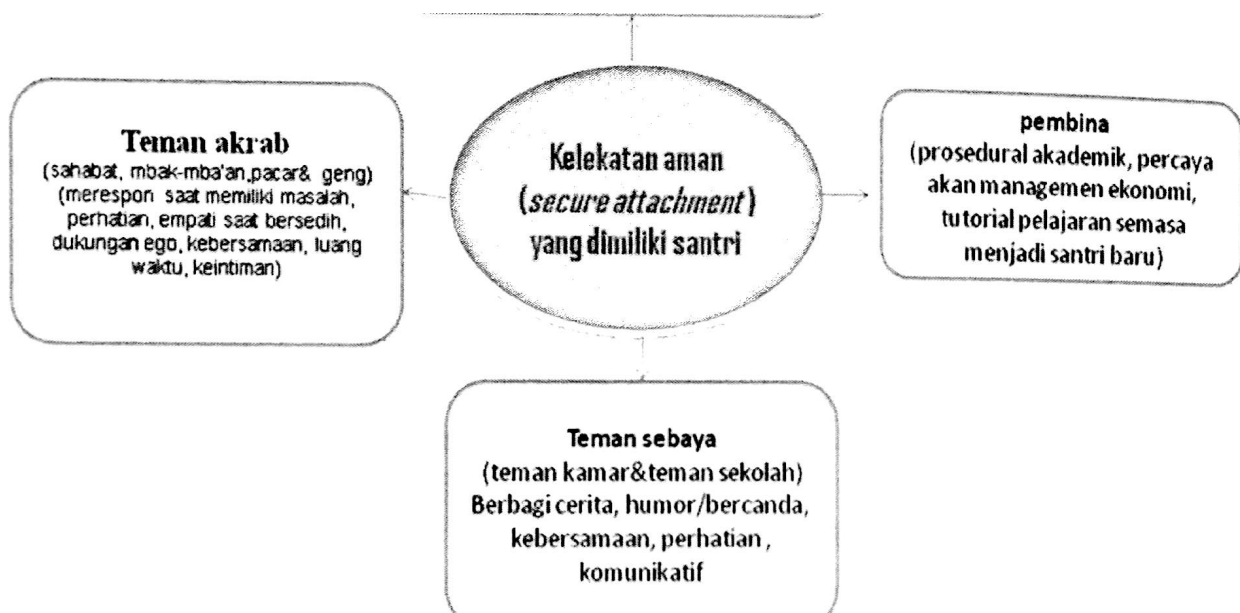 Teman akrab
(sahabat, mbak-mba'an,pacar& geng)
(merespon saat memiliki masalah,
perhatian, empati saat bersedih,
dukungan ego, kebersamaan, luang
waktu, keintiman)
Kelekatan aman
(secure attachment)
yang dimiliki santri
pembina
(prosedural akademik, percaya
akan managemen ekonomi,
tutorial pelajaran semasa
menjadi santri baru)
Teman sebaya
(teman kamar&teman sekolah)
Berbagi cerita, humor/bercanda,
kebersamaan, perhatian ,
komunikatif